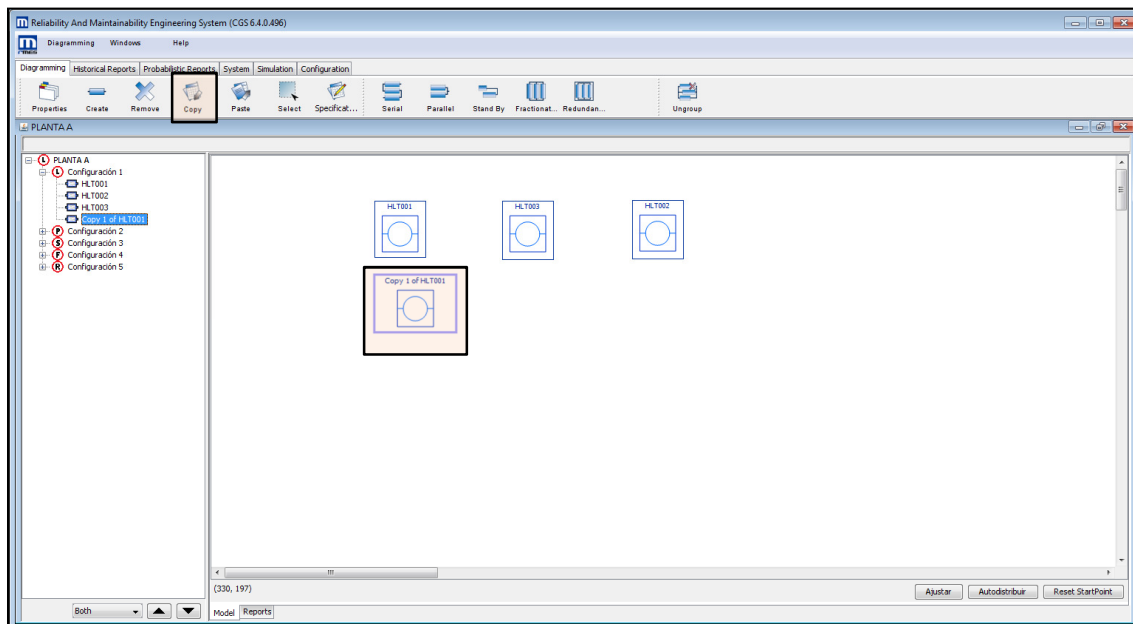 Reliability And Maintainability Engineering System (CGS 6.4.0.496)
Diagramming Windows Help
Diagramming Historical Reports Probabilistic Reports System Simulation Configuration
Properties Create Remove Copy Paste Select Specificat... Serial Parallel Stand By Fractionat... Redundan... Ungroup
PLANTA A
PLANTA A
Configuración 1
HLT001
HLT002
HLT003
Copy 1 of HLT001
Configuración 2
Configuración 3
Configuración 4
Configuración 5
HLT001 HLT003 HLT002
Copy 1 of HLT001
(330, 197)
Ajustar Autodistribuir Reset StartPoint
Both
Model Reports